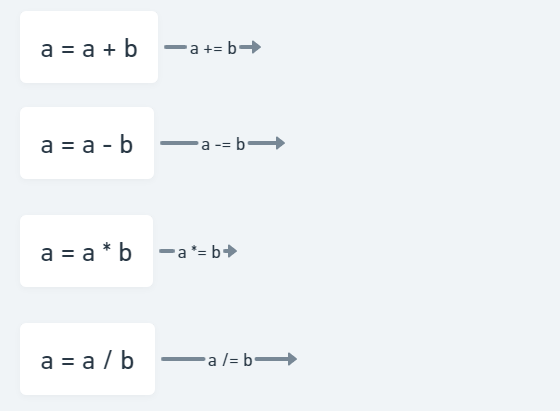 a = a + b
a += b
a = a - b
a -= b
a = a * b
a *= b
a = a / b
a /= b